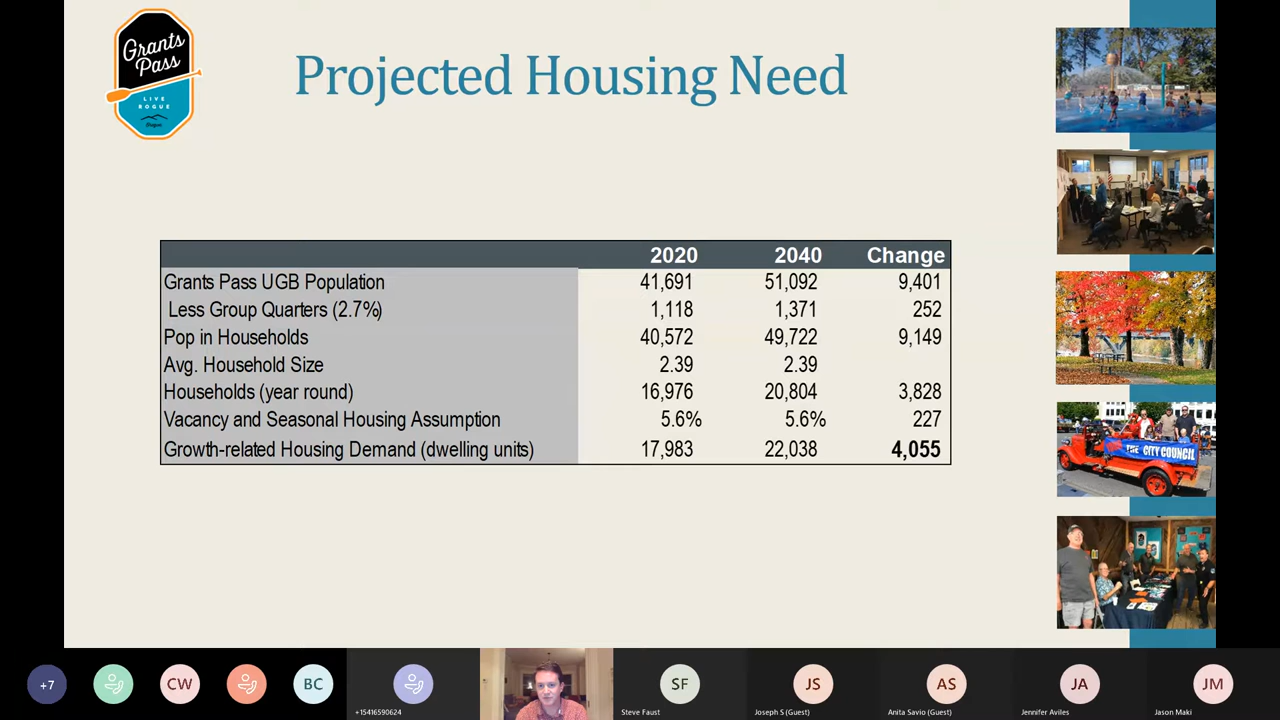 Grants
Pass
LIVE
ROGUE
Oregon
Projected Housing Need
2020 2040 Change
Grants Pass UGB Population 41,691 51,092 9,401
Less Group Quarters (2.7%) 1,118 1,371 252
Pop in Households 40,572 49,722 9,149
Avg. Household Size 2.39 2.39
Households (year round) 16,976 20,804 3,828
Vacancy and Seasonal Housing Assumption 5.6% 5.6% 227
Growth-related Housing Demand (dwelling units) 17,983 22,038 4,055
THE CITY COUNCIL
+7 CW BC SF JS AS JA JM
+15416590624 Steve Faust Joseph S (Guest) Anita Savio (Guest) Jennifer Aviles Jason Maki